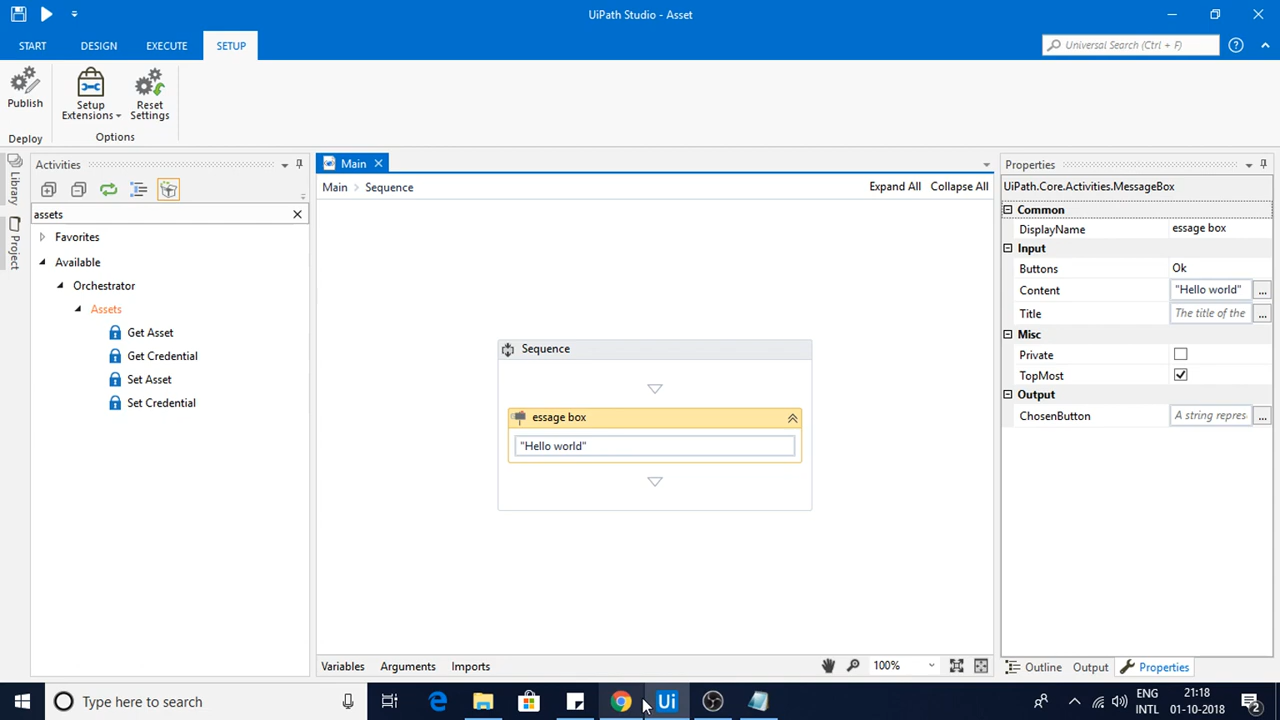 UiPath Studio - Asset
START
DESIGN
EXECUTE
SETUP
Universal Search (Ctrl + F)
Publish
Setup
Extensions
Reset
Settings
Deploy
Options
Library
Project
Activities
assets
Favorites
Available
Orchestrator
Assets
Get Asset
Get Credential
Set Asset
Set Credential
Main
Main > Sequence
Expand All
Collapse All
Sequence
essage box
"Hello world"
Variables
Arguments
Imports
100%
Properties
UiPath.Core.Activities.MessageBox
Common
DisplayName
essage box
Input
Buttons
Ok
Content
"Hello world"
...
Title
The title of the
...
Misc
Private
TopMost
Output
ChosenButton
A string repres
...
Outline
Output
Properties
Type here to search
Ui
ENG
INTL
21:18
01-10-2018
2